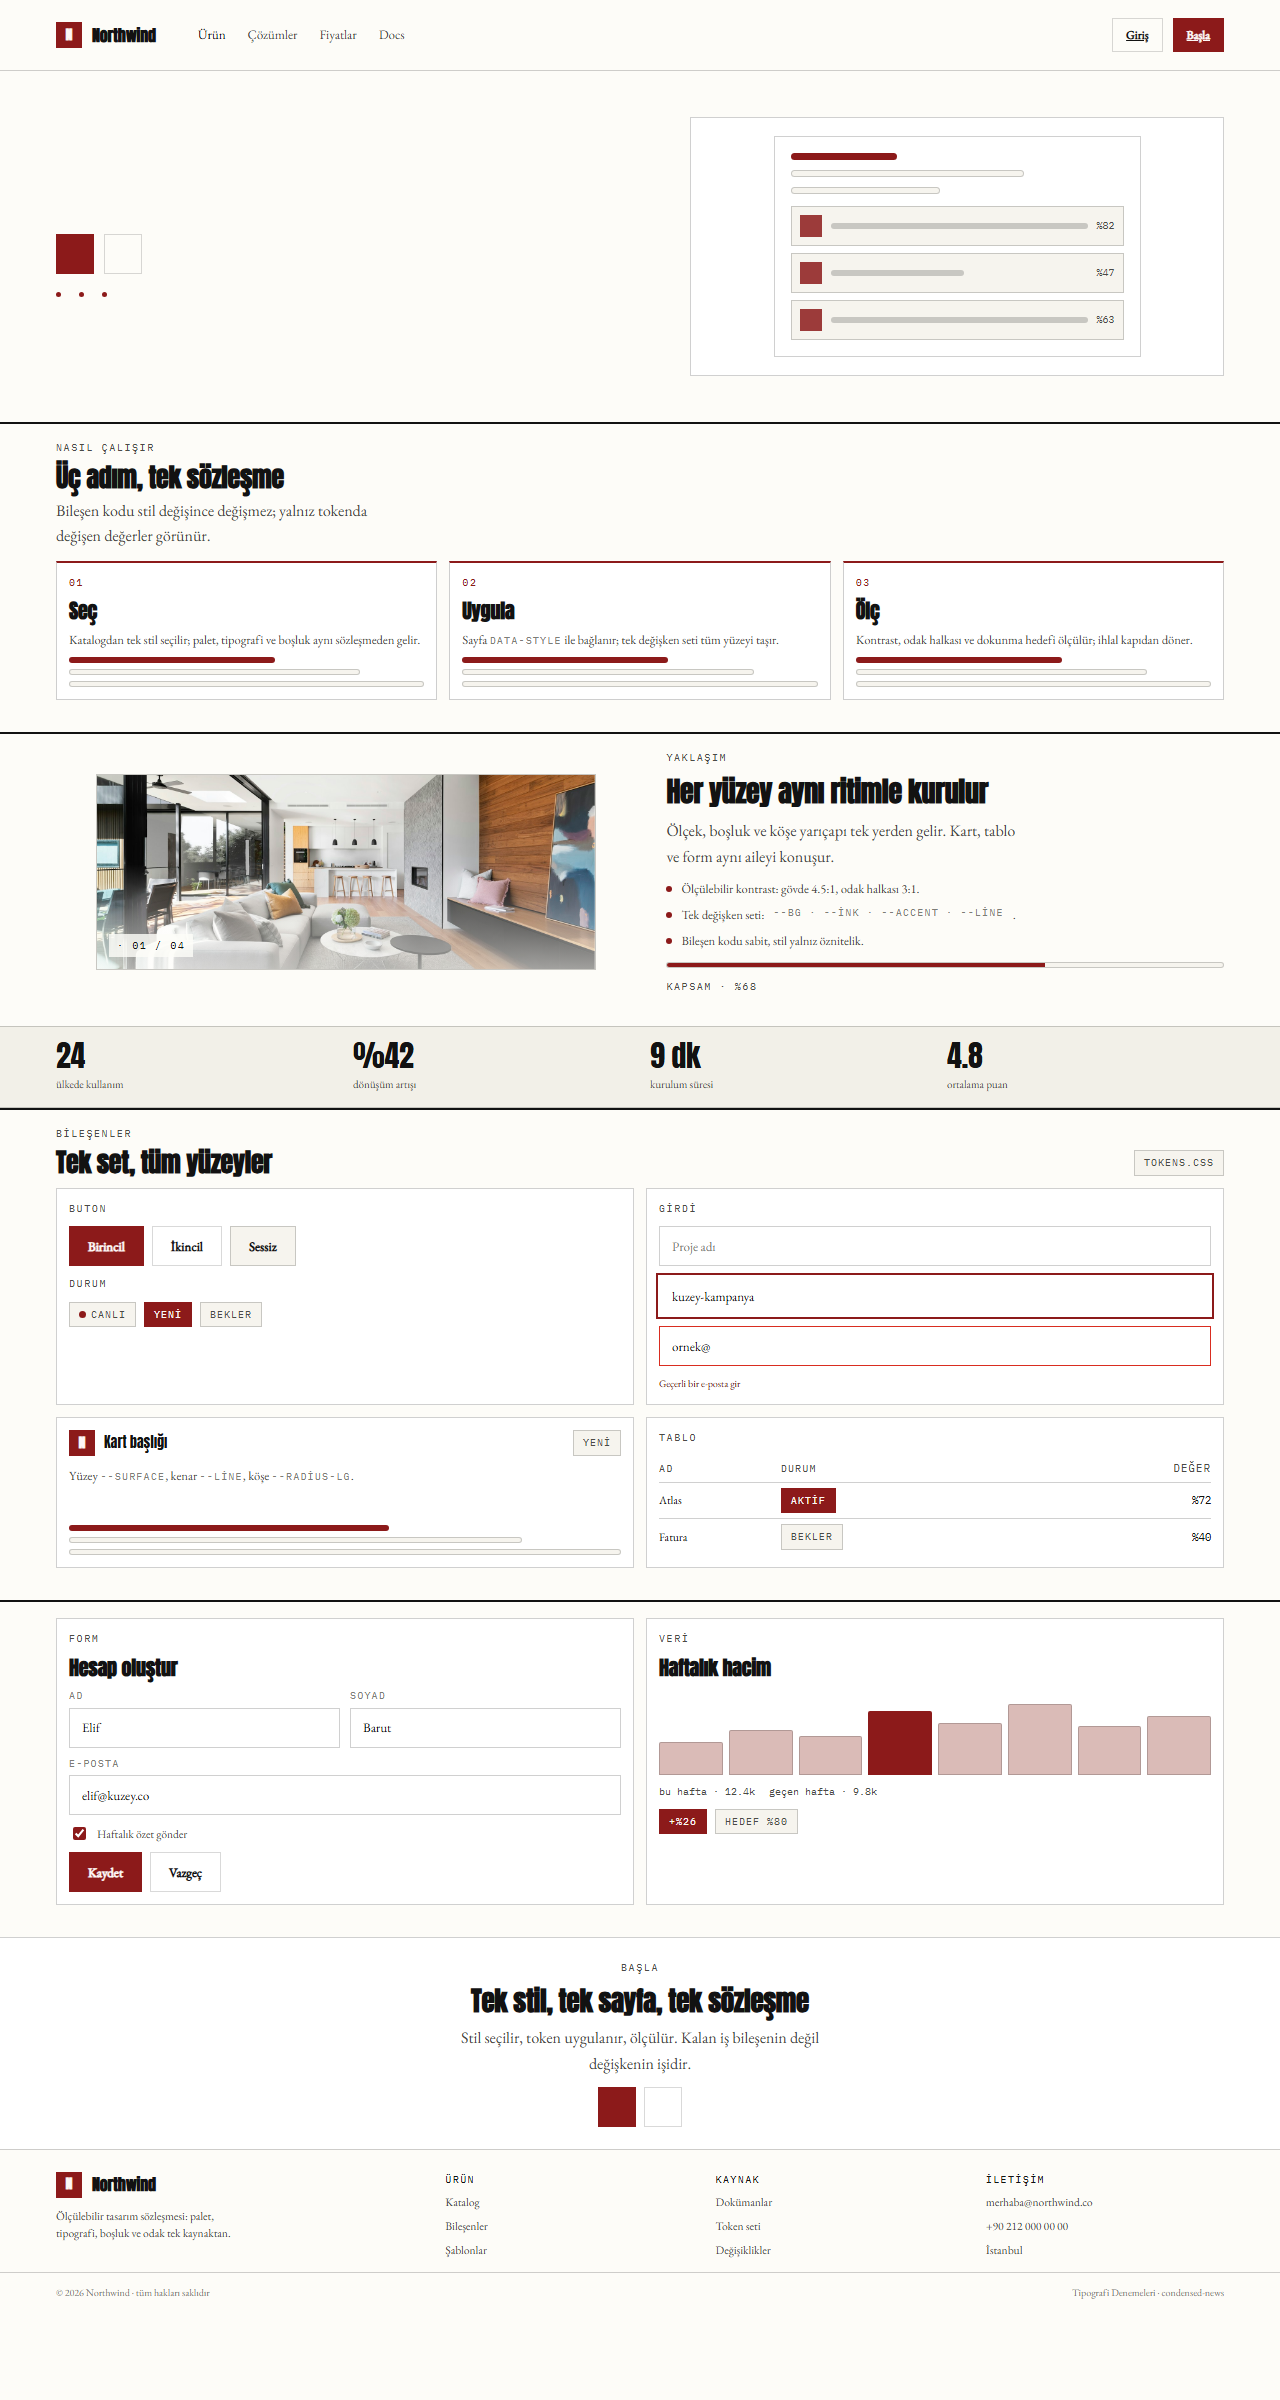 Northwind
Ürün
Çözümler
Fiyatlar
Docs
Giriş
Başla
%82
%47
%63
NASIL ÇALIŞIR
Üç adım, tek sözleşme
Bileşen kodu stil değişince değişmez; yalnız tokenda
değişen değerler görünür.
01
Seç
Katalogdan tek stil seçilir; palet, tipografi ve boşluk aynı sözleşmeden gelir.
02
Uygula
Sayfa DATA-STYLE ile bağlanır; tek değişken seti tüm yüzeyi taşır.
03
Ölç
Kontrast, odak halkası ve dokunma hedefi ölçülür; ihlal kapıdan döner.
· 01 / 04
YAKLAŞIM
Her yüzey aynı ritimle kurulur
Ölçek, boşluk ve köşe yarıçapı tek yerden gelir. Kart, tablo
ve form aynı aileyi konuşur.
Ölçülebilir kontrast: gövde 4.5:1, odak halkası 3:1.
Tek değişken seti: --BG · --İNK · --ACCENT · --LİNE .
Bileşen kodu sabit, stil yalnız öznitelik.
KAPSAM · %68
24
ülkede kullanım
%42
dönüşüm artışı
9 dk
kurulum süresi
4.8
ortalama puan
BİLEŞENLER
Tek set, tüm yüzeyler
TOKENS.CSS
BUTON
Birincil
İkincil
Sessiz
DURUM
CANLI
YENİ
BEKLER
GİRDİ
Proje adı
kuzey-kampanya
ornek@
Geçerli bir e-posta gir
Kart başlığı
YENİ
Yüzey --SURFACE, kenar --LİNE, köşe --RADİUS-LG.
TABLO
AD DURUM DEĞER
Atlas AKTİF %72
Fatura BEKLER %40
FORM
Hesap oluştur
AD
SOYAD
Elif
Barut
E-POSTA
elif@kuzey.co
Haftalık özet gönder
Kaydet
Vazgeç
VERİ
Haftalık hacim
bu hafta · 12.4k geçen hafta · 9.8k
+%26
HEDEF %80
BAŞLA
Tek stil, tek sayfa, tek sözleşme
Stil seçilir, token uygulanır, ölçülür. Kalan iş bileşenin değil
değişkenin işidir.
Northwind
Ölçülebilir tasarım sözleşmesi: palet,
tipografi, boşluk ve odak tek kaynaktan.
ÜRÜN
Katalog
Bileşenler
Şablonlar
KAYNAK
Dokümanlar
Token seti
Değişiklikler
İLETİŞİM
merhaba@northwind.co
+90 212 000 00 00
İstanbul
© 2026 Northwind · tüm hakları saklıdır
Tipografi Denemeleri · condensed-news